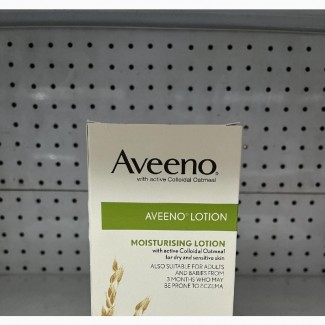 Aveeno®
with active Colloidal Oatmeal
AVEENO® LOTION
MOISTURISING LOTION
with active Colloidal Oatmeal
for dry and sensitive skin
ALSO SUITABLE FOR ADULTS
AND BABIES FROM
3 MONTHS WHO MAY
BE PRONE TO ECZEMA